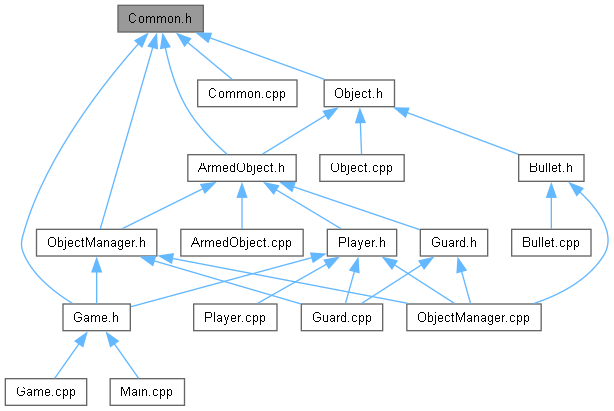 Common.h
Common.cpp
Object.h
ArmedObject.h
Object.cpp
Bullet.h
ObjectManager.h
ArmedObject.cpp
Player.h
Guard.h
Bullet.cpp
Game.h
Player.cpp
Guard.cpp
ObjectManager.cpp
Game.cpp
Main.cpp